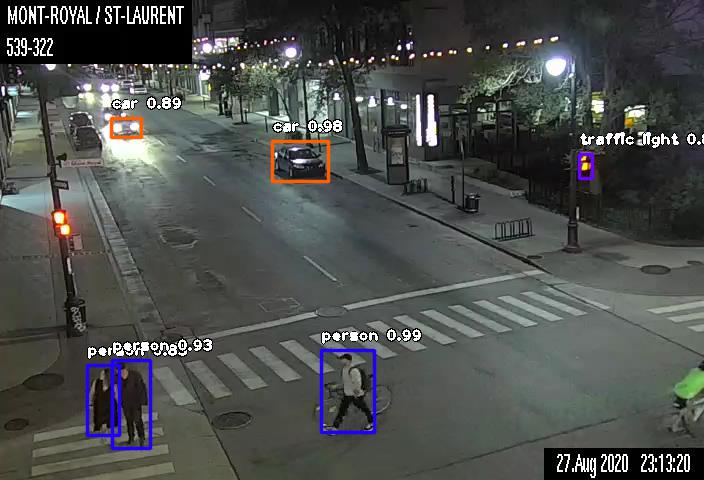 MONT-ROYAL / ST-LAURENT
539-322
car 0.89
car 0.98
traffic light 0.8
person 0.93
person 0.99
27.Aug 2020 23:13:20